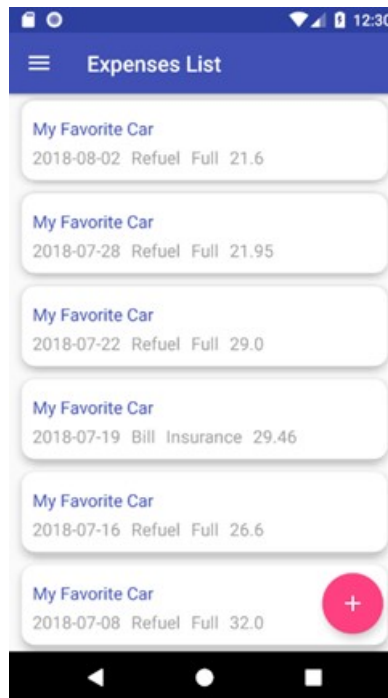 12:30
Expenses List
My Favorite Car
2018-08-02 Refuel Full 21.6
My Favorite Car
2018-07-28 Refuel Full 21.95
My Favorite Car
2018-07-22 Refuel Full 29.0
My Favorite Car
2018-07-19 Bill Insurance 29.46
My Favorite Car
2018-07-16 Refuel Full 26.6
My Favorite Car
2018-07-08 Refuel Full 32.0
+